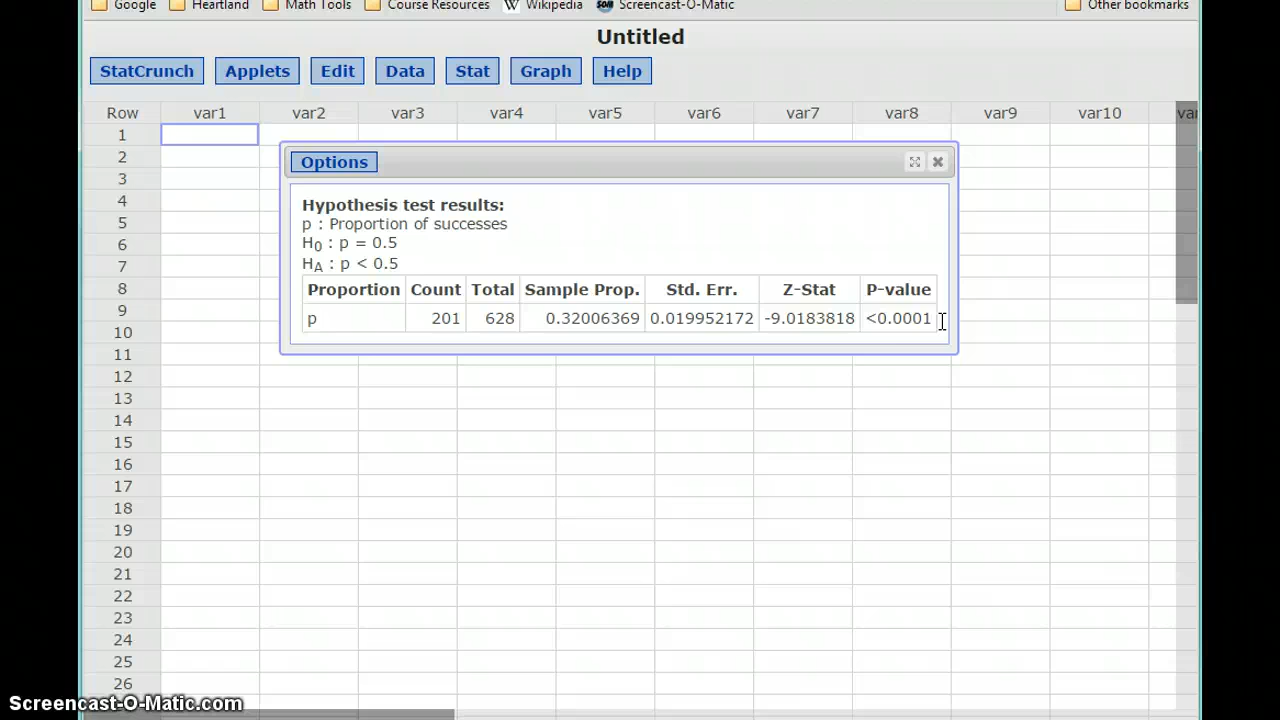 Google Heartland Math Tools Course Resources W Wikipedia SOM Screencast-O-Matic Other bookmarks
Untitled
StatCrunch Applets Edit Data Stat Graph Help
Row var1 var2 var3 var4 var5 var6 var7 var8 var9 var10 var
1
2
Options
3
4
Hypothesis test results:
5
p : Proportion of successes
6
H0 : p = 0.5
7
HA : p < 0.5
8
Proportion Count Total Sample Prop. Std. Err. Z-Stat P-value
9
p 201 628 0.32006369 0.019952172 -9.0183818 <0.0001
10
11
12
13
14
15
16
17
18
19
20
21
22
23
24
25
26
Screencast-O-Matic.com